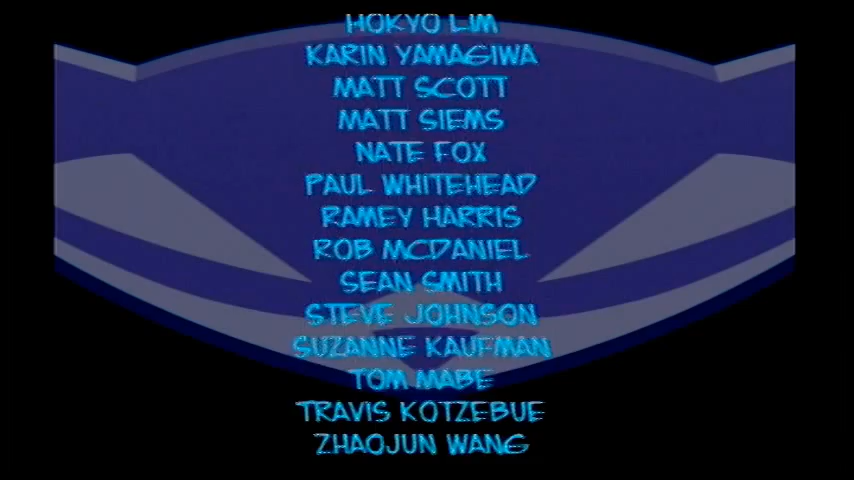 HOKYO LIM
KARIN YAMAGIWA
MATT SCOTT
MATT SIEMS
NATE FOX
PAUL WHITEHEAD
RAMEY HARRIS
ROB MCDANIEL
SEAN SMITH
STEVE JOHNSON
SUZANNE KAUFMAN
TOM MABE
TRAVIS KOTZEBUE
ZHAOJUN WANG